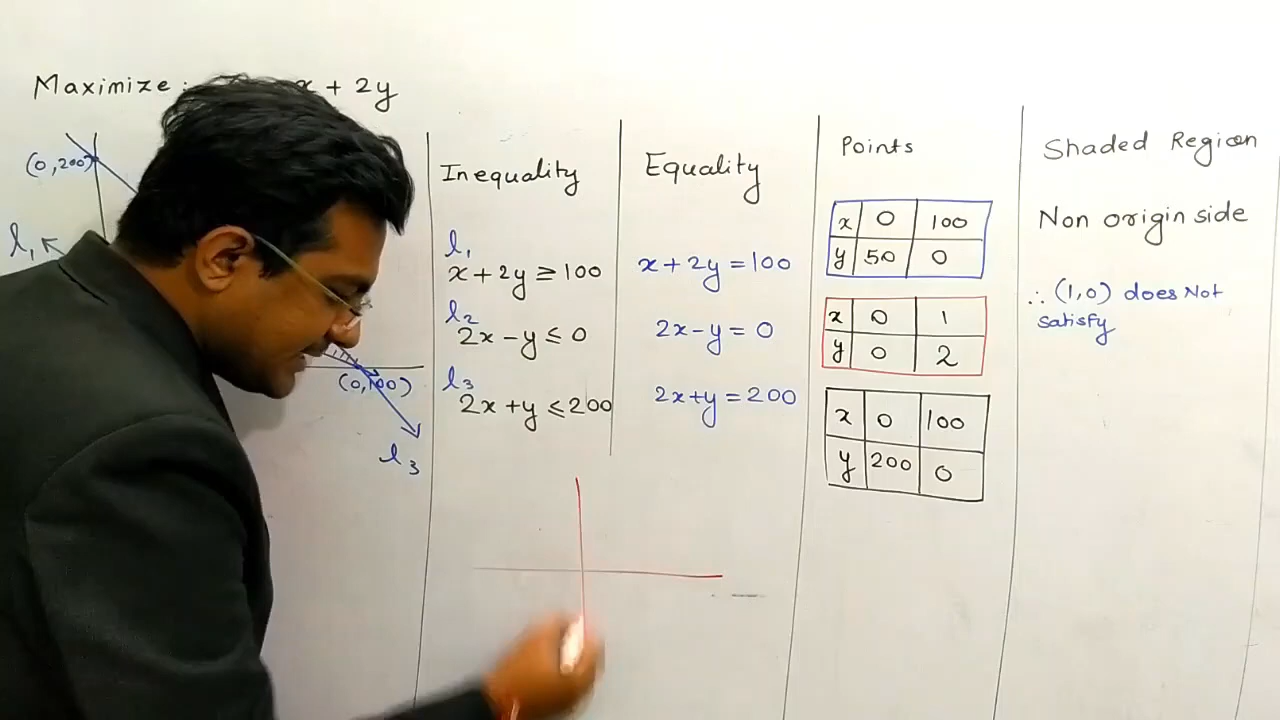 Maximize : x + 2y
(0,200)
l₁
(0,100)
l₃
Inequality
l₁
x + 2y ≥ 100
l₂
2x - y ≤ 0
l₃
2x + y ≤ 200
Equality
x + 2y = 100
2x - y = 0
2x + y = 200
Points
x 0 100
y 50 0
x 0 1
y 0 2
x 0 100
y 200 0
Shaded Region
Non origin side
∴ (1,0) does Not
satisfy